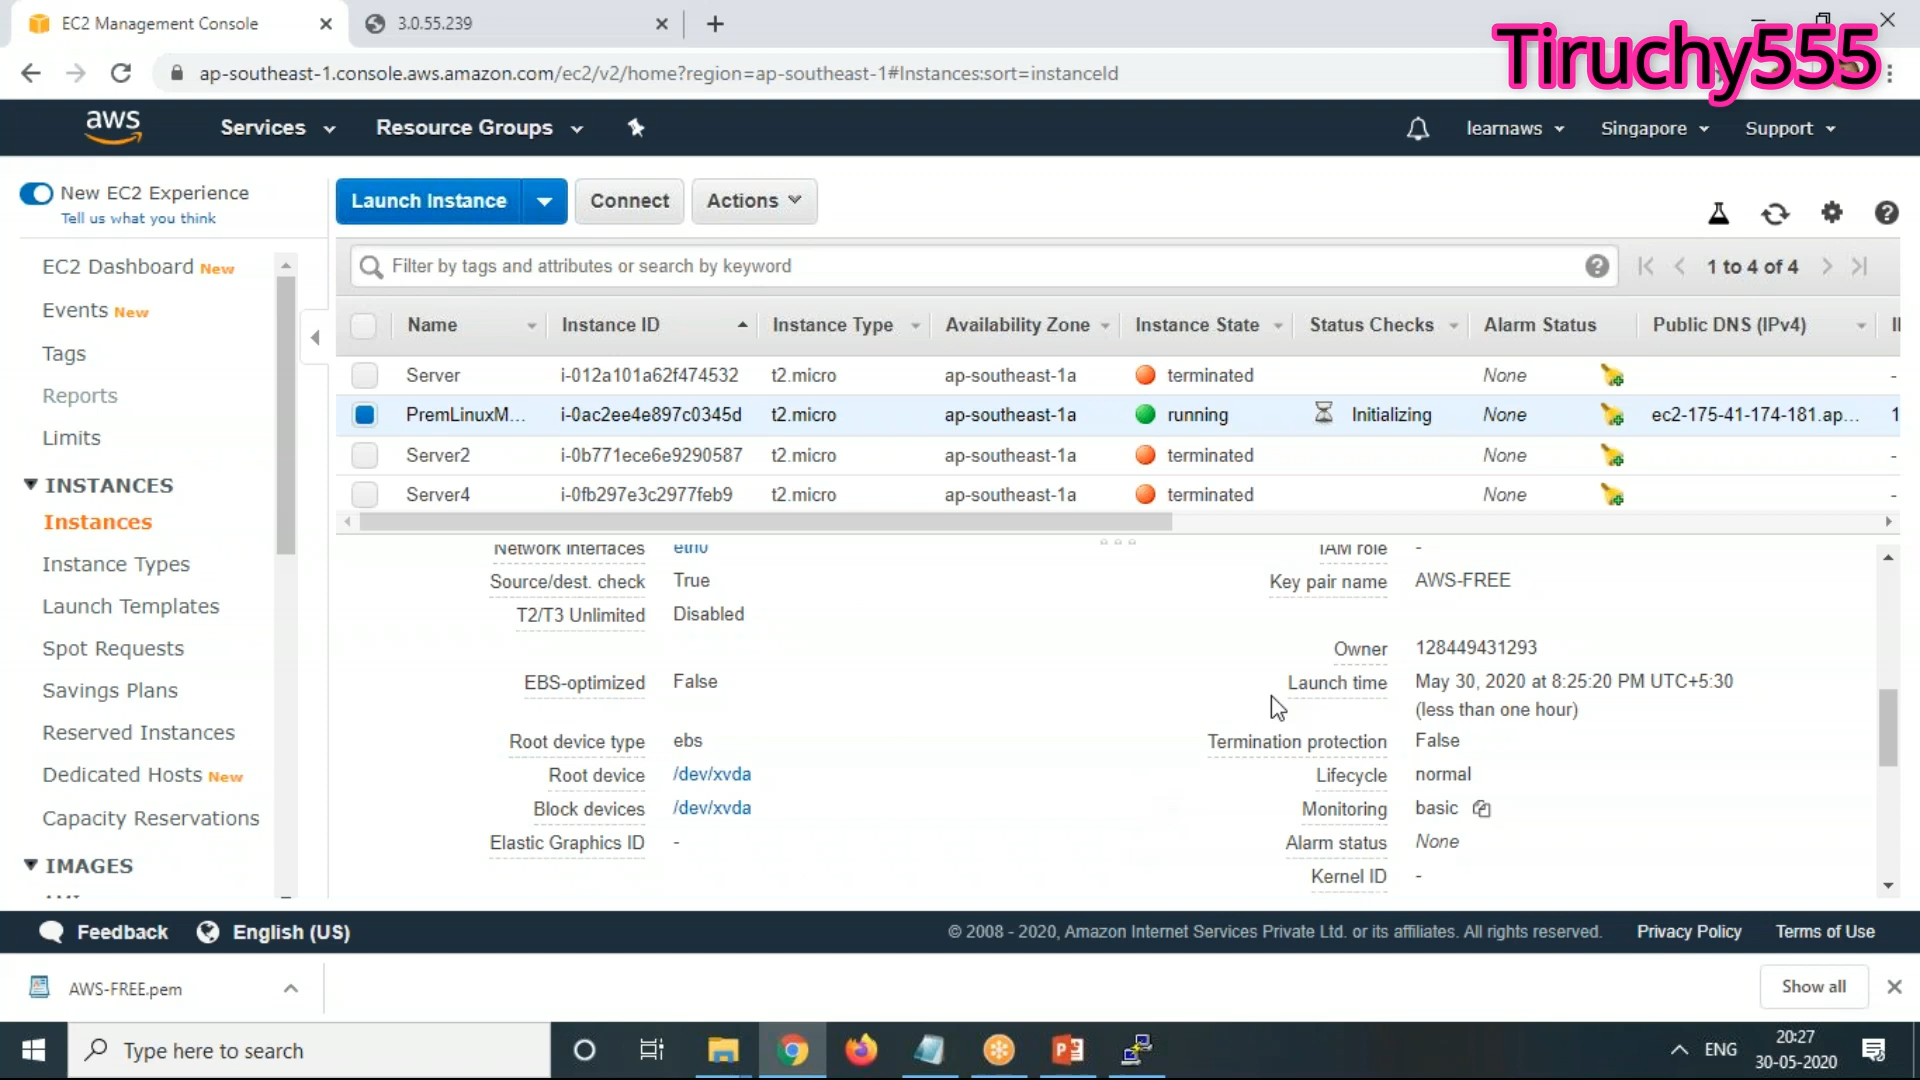 EC2 Management Console
3.0.55.239
Tiruchy555
ap-southeast-1.console.aws.amazon.com/ec2/v2/home?region=ap-southeast-1#Instances:sort=instanceId
aws Services Resource Groups learnaws Singapore Support
New EC2 Experience
Tell us what you think
EC2 Dashboard New
Events New
Tags
Reports
Limits
INSTANCES
Instances
Instance Types
Launch Templates
Spot Requests
Savings Plans
Reserved Instances
Dedicated Hosts New
Capacity Reservations
IMAGES
Launch Instance Connect Actions
Filter by tags and attributes or search by keyword
1 to 4 of 4
Name Instance ID Instance Type Availability Zone Instance State Status Checks Alarm Status Public DNS (IPv4)
Server i-012a101a62f474532 t2.micro ap-southeast-1a terminated None -
PremLinuxM... i-0ac2ee4e897c0345d t2.micro ap-southeast-1a running Initializing None ec2-175-41-174-181.ap... 1
Server2 i-0b771ece6e9290587 t2.micro ap-southeast-1a terminated None -
Server4 i-0fb297e3c2977feb9 t2.micro ap-southeast-1a terminated None -
Network interfaces eth0 IAM role -
Source/dest. check True Key pair name AWS-FREE
T2/T3 Unlimited Disabled
Owner 128449431293
EBS-optimized False Launch time May 30, 2020 at 8:25:20 PM UTC+5:30
(less than one hour)
Root device type ebs Termination protection False
Root device /dev/xvda Lifecycle normal
Block devices /dev/xvda Monitoring basic
Elastic Graphics ID - Alarm status None
Kernel ID -
Feedback English (US) © 2008 - 2020, Amazon Internet Services Private Ltd. or its affiliates. All rights reserved. Privacy Policy Terms of Use
AWS-FREE.pem Show all
Type here to search ENG 20:27
30-05-2020